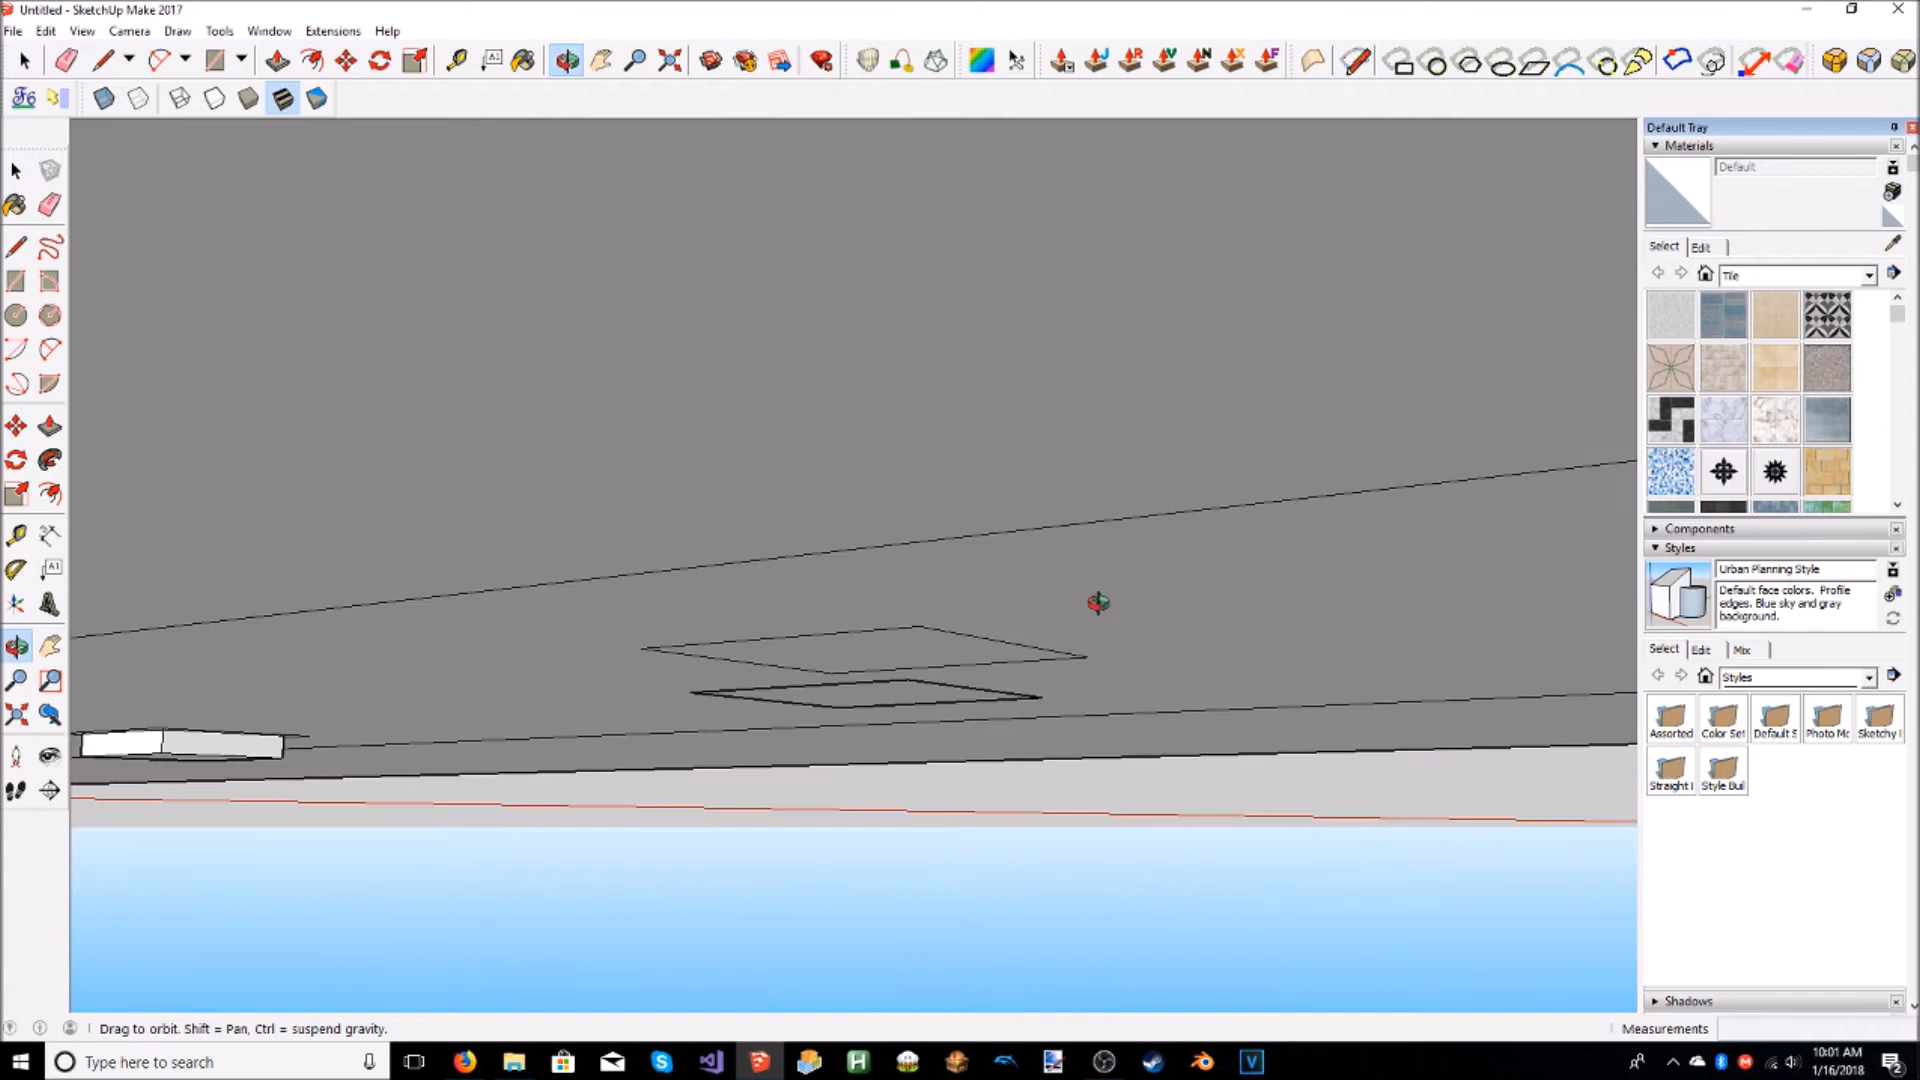 Untitled - SketchUp Make 2017
File Edit View Camera Draw Tools Window Extensions Help
Default Tray
Materials
Default
Select Edit
Tile
Components
Styles
Urban Planning Style
Default face colors. Profile
edges. Blue sky and gray
background.
Select Edit Mix
Styles
Assorted Color Set Default S Photo Mo Sketchy
Straight Style Buil
Shadows
Drag to orbit. Shift = Pan, Ctrl = suspend gravity.
Measurements
Type here to search
10:01 AM
1/16/2018